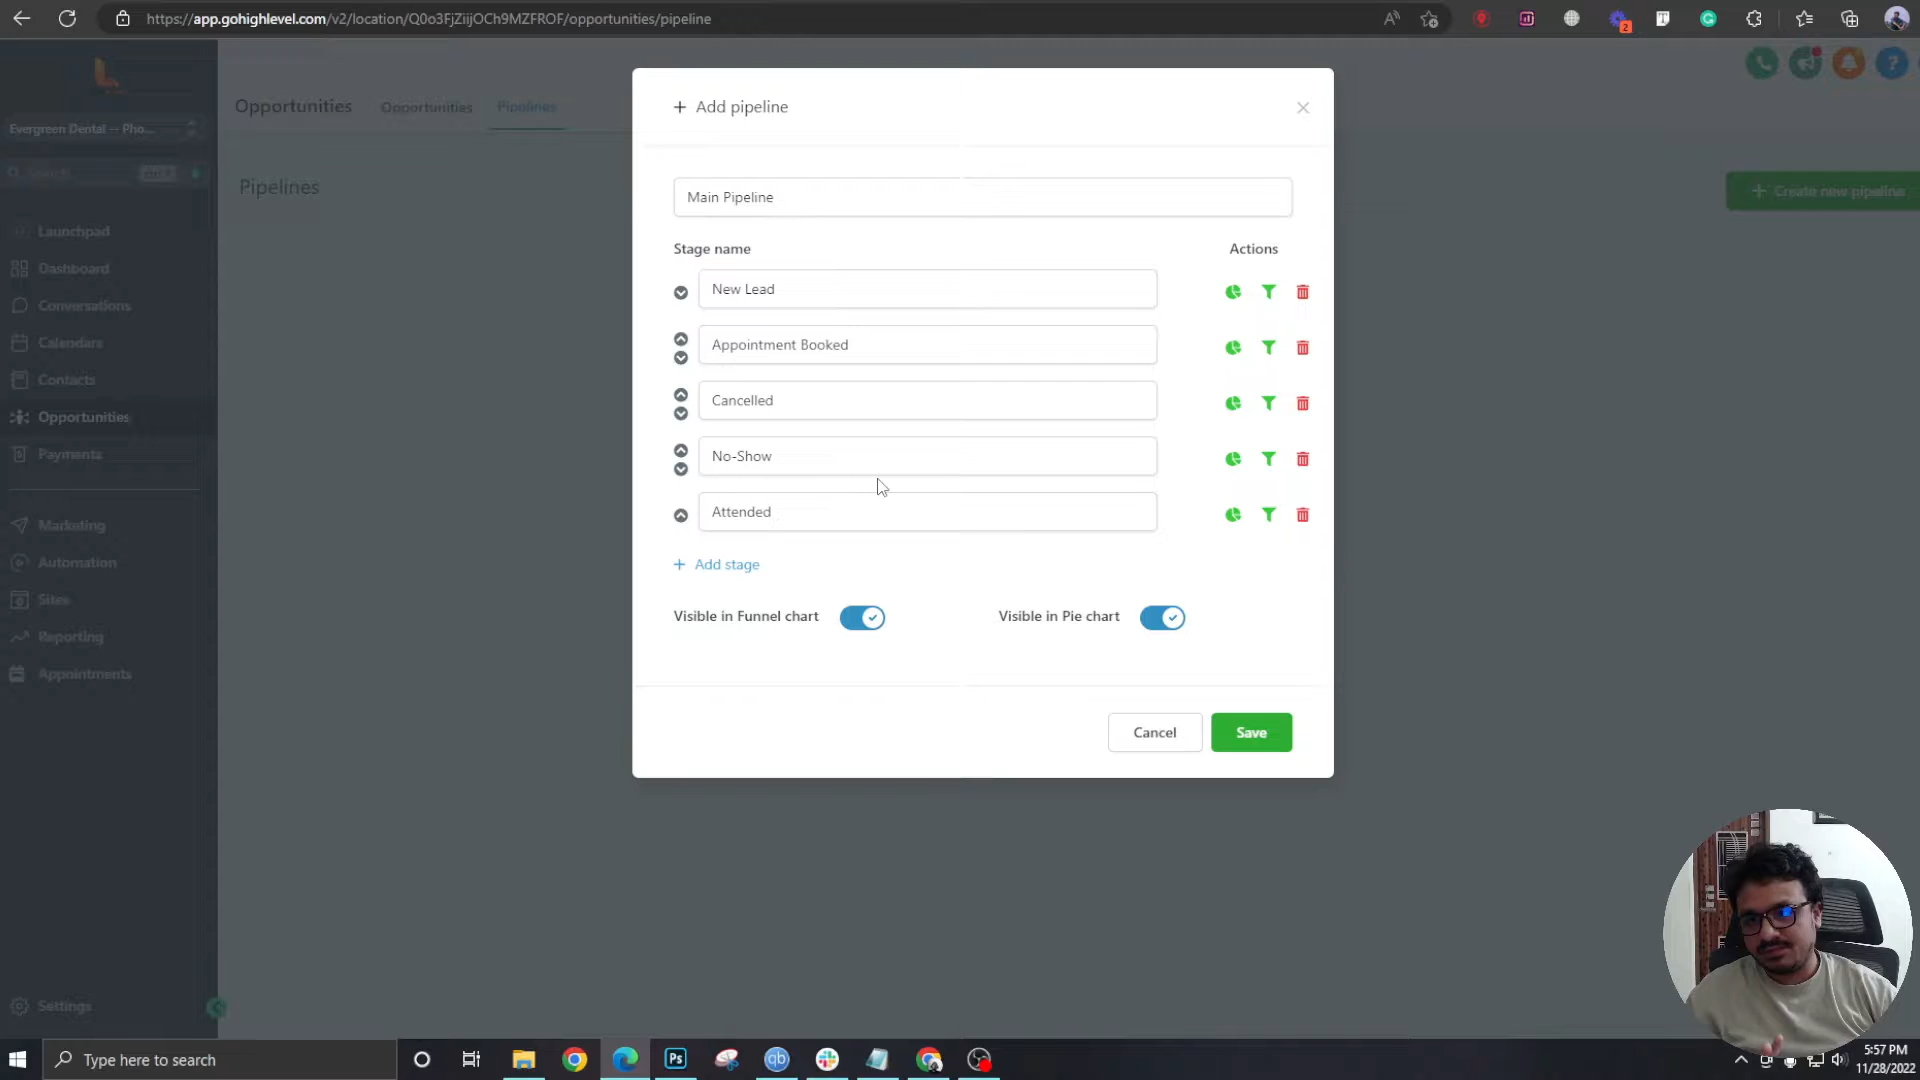 https://app.gohighlevel.com/v2/location/Q0o3FjZiijOCh9MZFROF/opportunities/pipeline
2
Evergreen Dental -- Pho...
Search
Launchpad
Dashboard
Conversations
Calendars
Contacts
Opportunities
Payments
Marketing
Automation
Sites
Reporting
Appointments
Settings
Opportunities Opportunities Pipelines
Pipelines
+ Create new pipeline
+ Add pipeline
Main Pipeline
Stage name Actions
New Lead
Appointment Booked
Cancelled
No-Show
Attended
+ Add stage
Visible in Funnel chart Visible in Pie chart
Cancel Save
Type here to search
Ps
qb
5:57 PM
11/28/2022